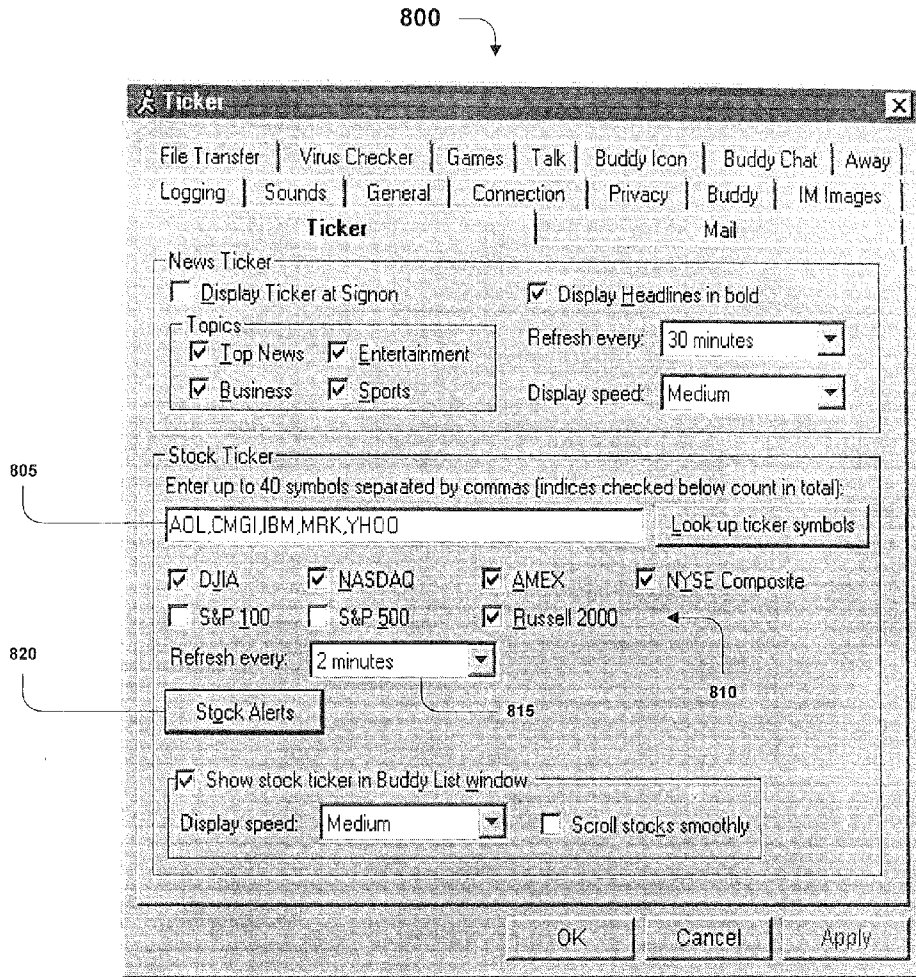 800
Ticker
File Transfer Virus Checker Games Talk Buddy Icon Buddy Chat Away
Logging Sounds General Connection Privacy Buddy IM Images
Ticker Mail
News Ticker
Display Ticker at Signon Display Headlines in bold
Topics
Top News Entertainment
Refresh every: 30 minutes
Business Sports
Display speed: Medium
Stock Ticker
805
Enter up to 40 symbols separated by commas (indices checked below count in total):
AOL,CMGI,IBM,MRK,YHOO Look up ticker symbols
DJIA NASDAQ AMEX NYSE Composite
S&P 100 S&P 500 Russell 2000
820
Refresh every: 2 minutes
810
815
Stock Alerts
Show stock ticker in Buddy List window
Display speed: Medium Scroll stocks smoothly
OK Cancel Apply